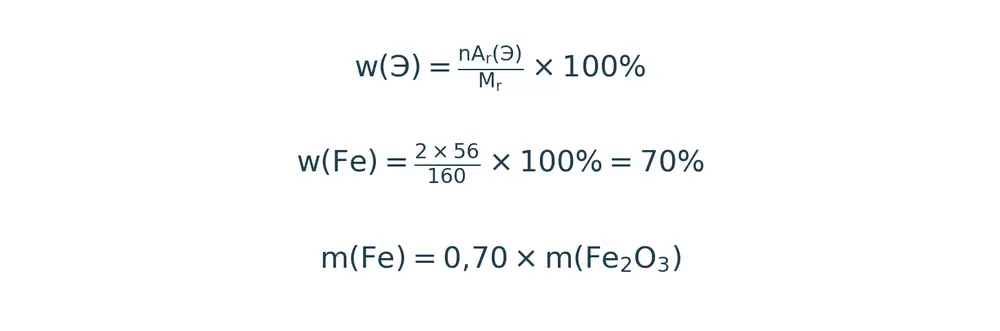 w(Э) = nAᵣ(Э)/Mᵣ × 100%
w(Fe) = 2 × 56/160 × 100% = 70%
m(Fe) = 0,70 × m(Fe₂O₃)